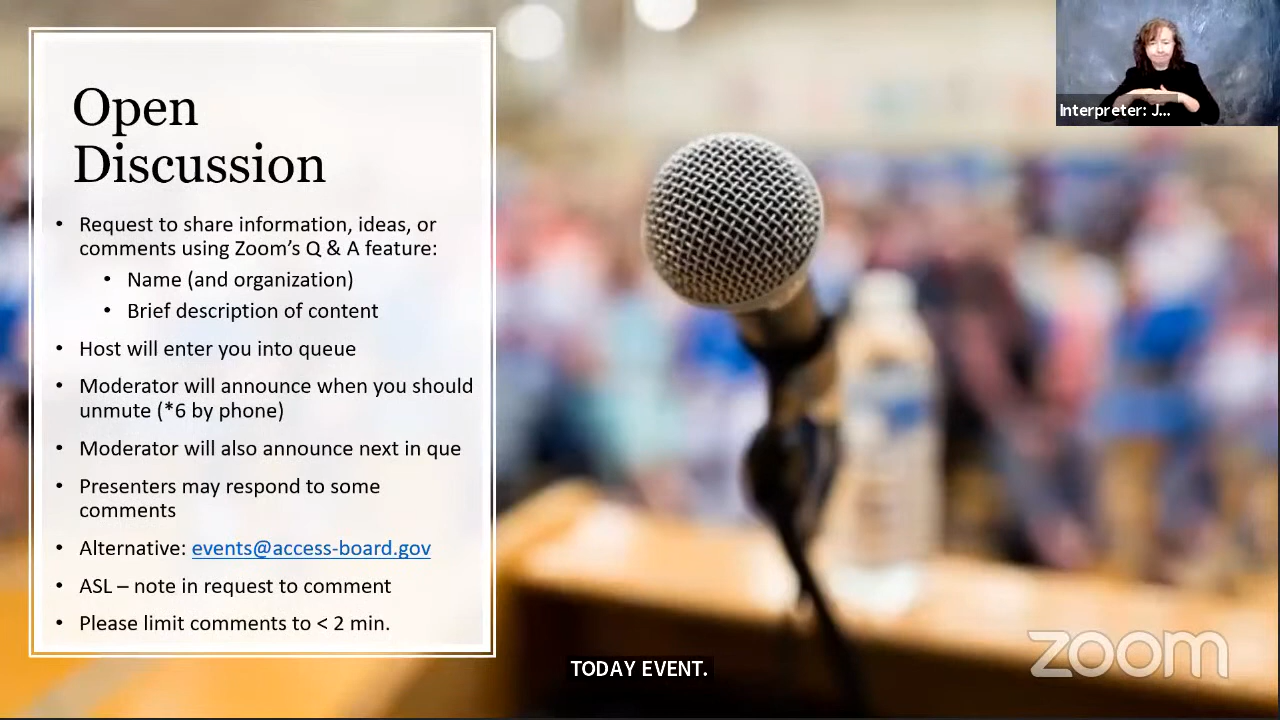 Open
Discussion
• Request to share information, ideas, or
comments using Zoom's Q & A feature:
• Name (and organization)
• Brief description of content
• Host will enter you into queue
• Moderator will announce when you should
unmute (*6 by phone)
• Moderator will also announce next in que
• Presenters may respond to some
comments
• Alternative: events@access-board.gov
• ASL – note in request to comment
• Please limit comments to < 2 min.
Interpreter: J...
TODAY EVENT.
zoom